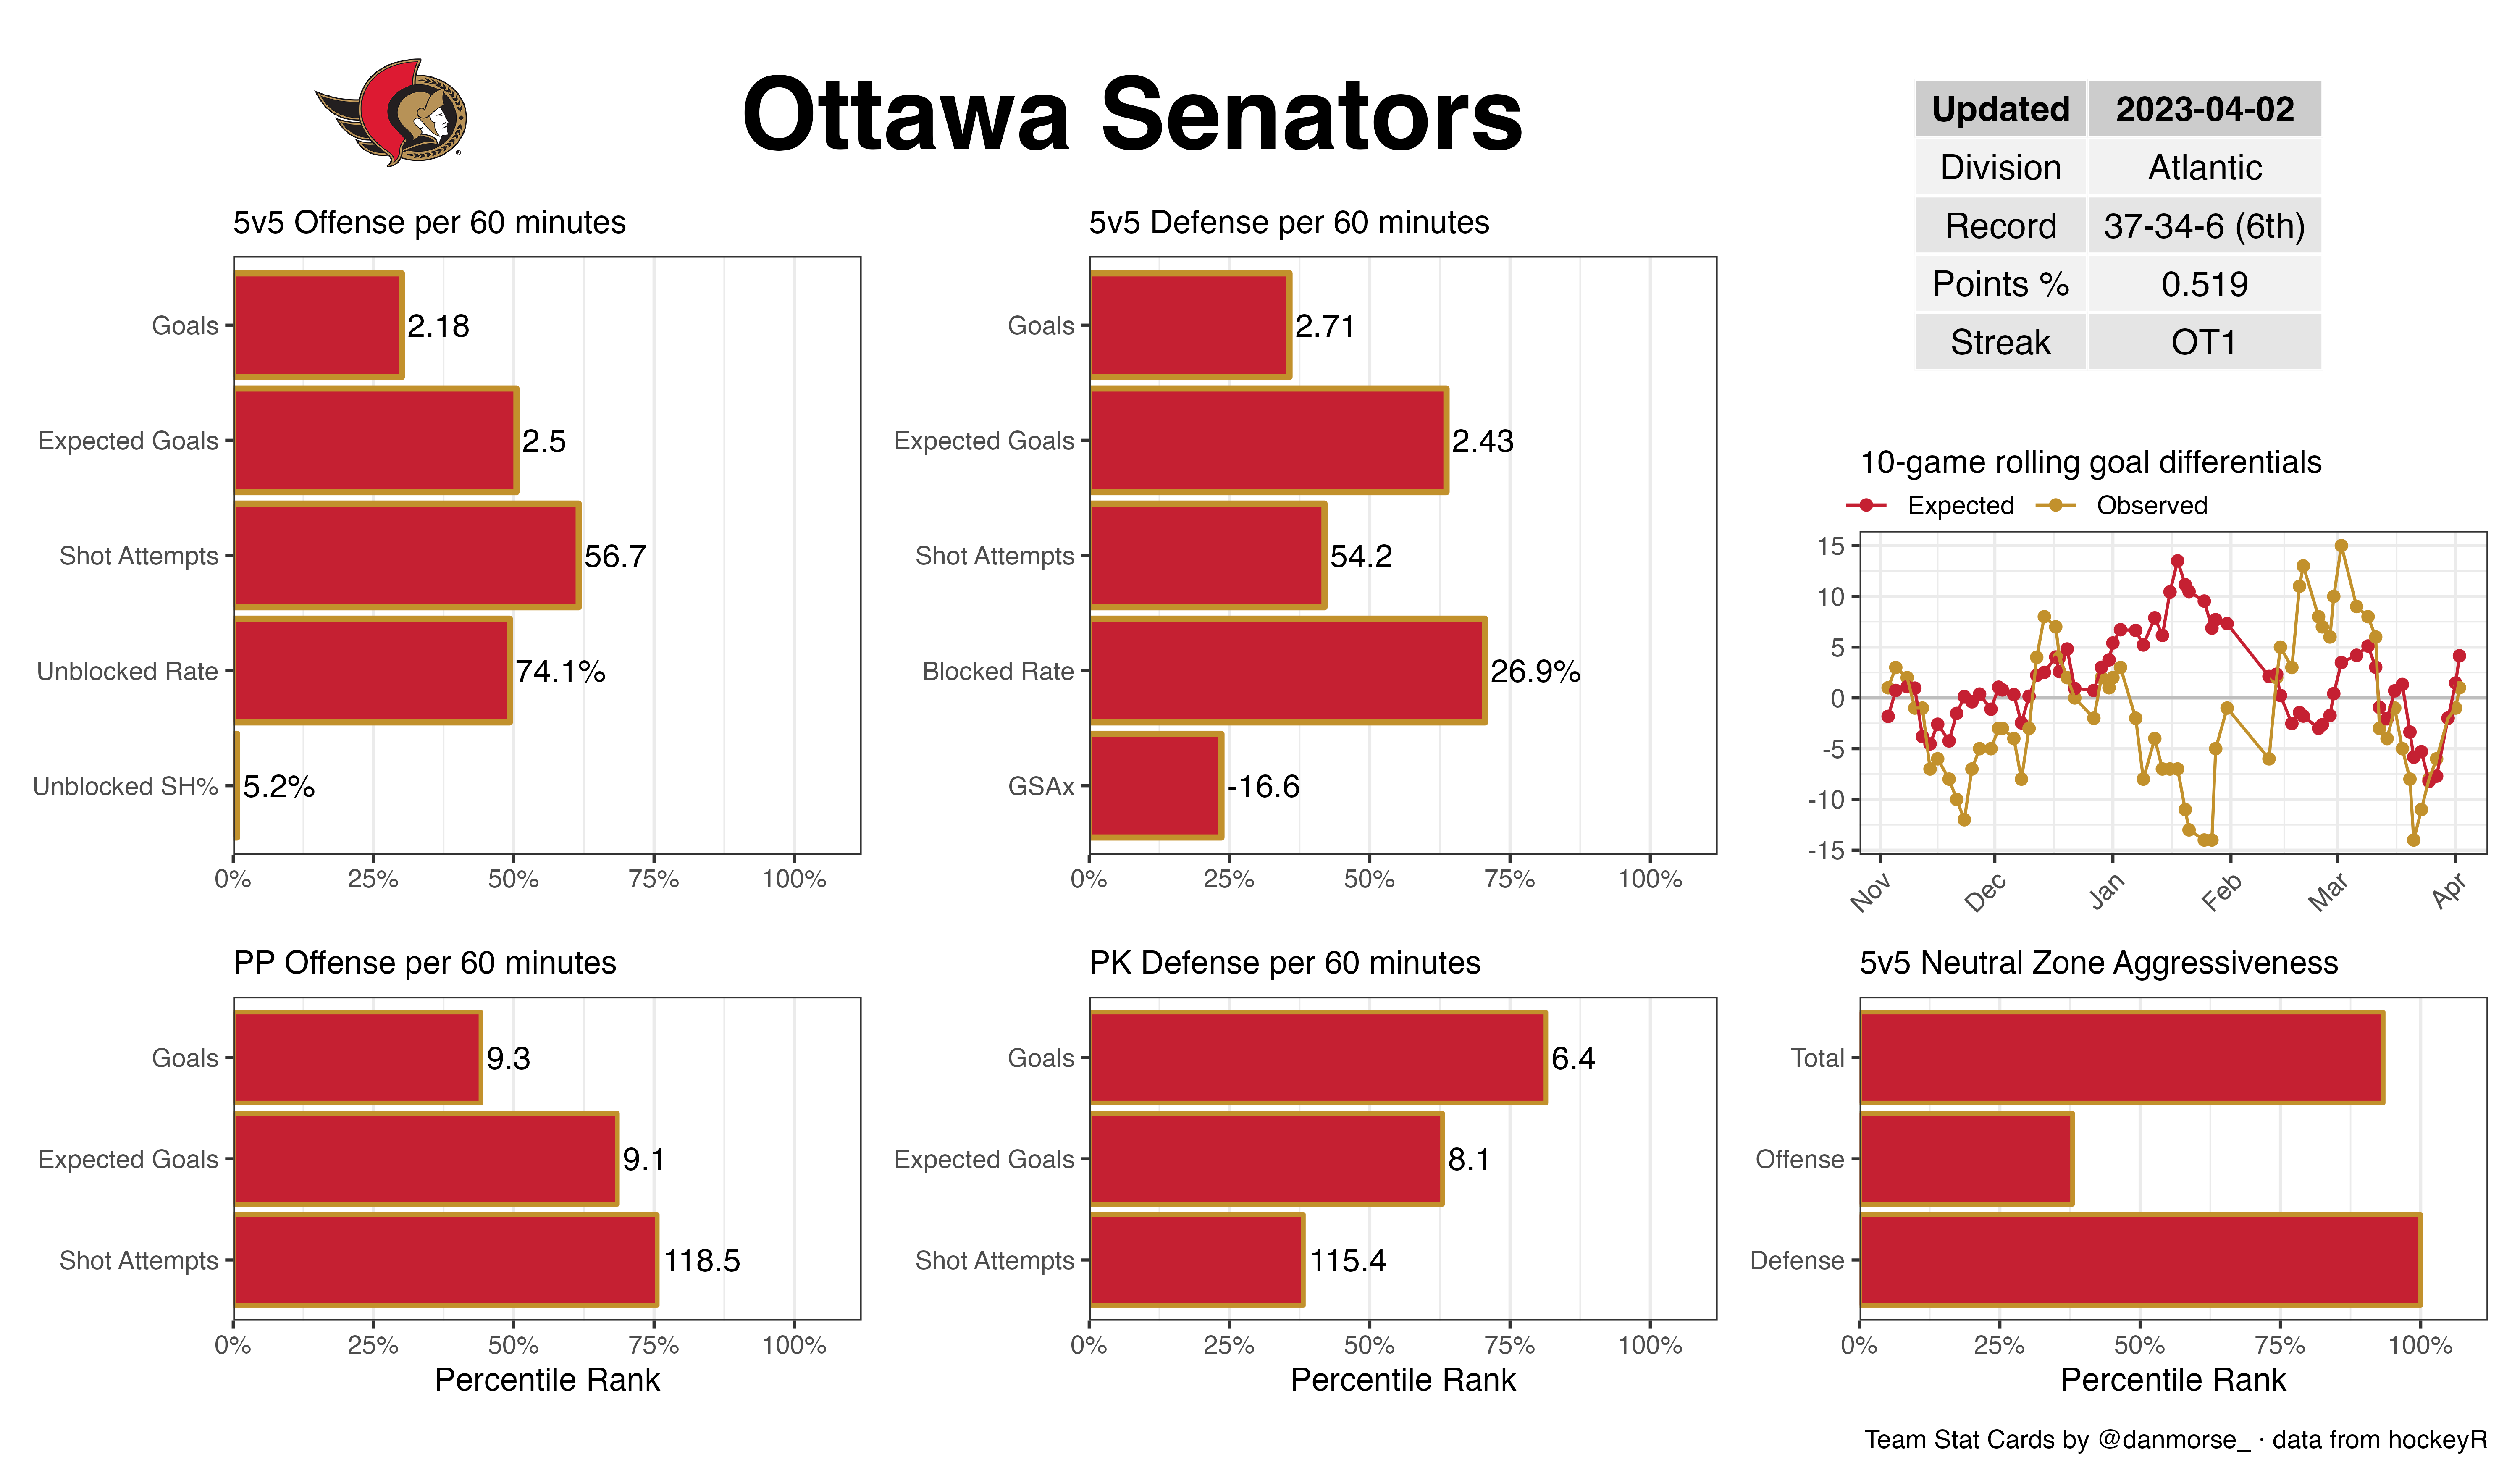 Ottawa Senators
Updated 2023-04-02
Division Atlantic
Record 37-34-6 (6th)
Points % 0.519
Streak OT1
5v5 Offense per 60 minutes
Goals 2.18
Expected Goals 2.5
Shot Attempts 56.7
Unblocked Rate 74.1%
Unblocked SH% 5.2%
0% 25% 50% 75% 100%
5v5 Defense per 60 minutes
Goals 2.71
Expected Goals 2.43
Shot Attempts 54.2
Blocked Rate 26.9%
GSAx -16.6
0% 25% 50% 75% 100%
10-game rolling goal differentials
Expected Observed
15
10
5
0
-5
-10
-15
Nov Dec Jan Feb Mar Apr
PP Offense per 60 minutes
Goals 9.3
Expected Goals 9.1
Shot Attempts 118.5
0% 25% 50% 75% 100%
Percentile Rank
PK Defense per 60 minutes
Goals 6.4
Expected Goals 8.1
Shot Attempts 115.4
0% 25% 50% 75% 100%
Percentile Rank
5v5 Neutral Zone Aggressiveness
Total
Offense
Defense
0% 25% 50% 75% 100%
Percentile Rank
Team Stat Cards by @danmorse_ · data from hockeyR